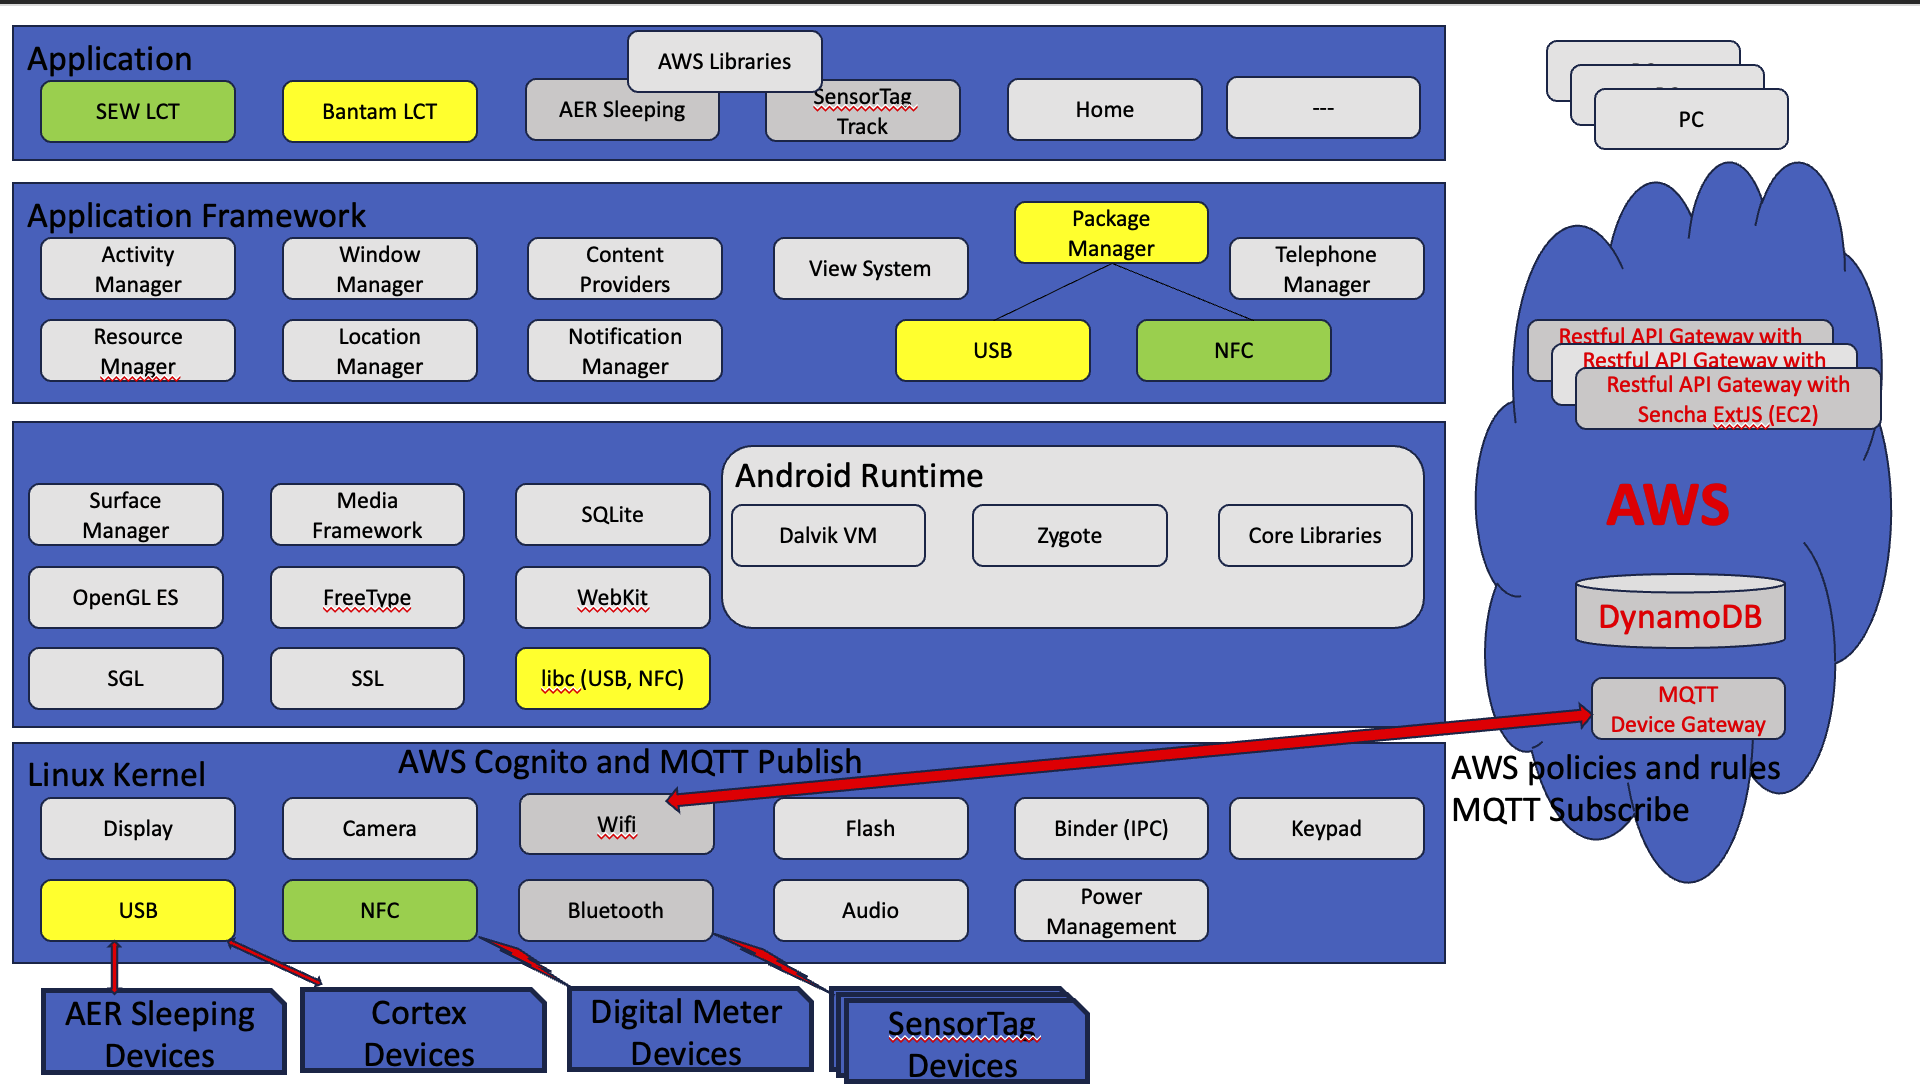 Application
AWS Libraries
SEW LCT
Bantam LCT
AER Sleeping
SensorTag
Track
Home
---
PC
Application Framework
Activity
Manager
Window
Manager
Content
Providers
View System
Package
Manager
Telephone
Manager
Resource
Mnager
Location
Manager
Notification
Manager
USB
NFC
Restful API Gateway with
Restful API Gateway with
Restful API Gateway with
Sencha ExtJS (EC2)
Surface
Manager
Media
Framework
SQLite
Android Runtime
Dalvik VM
Zygote
Core Libraries
AWS
OpenGL ES
FreeType
WebKit
DynamoDB
SGL
SSL
libc (USB, NFC)
MQTT
Device Gateway
Linux Kernel
AWS Cognito and MQTT Publish
AWS policies and rules
MQTT Subscribe
Display
Camera
Wifi
Flash
Binder (IPC)
Keypad
USB
NFC
Bluetooth
Audio
Power
Management
AER Sleeping
Devices
Cortex
Devices
Digital Meter
Devices
SensorTag
Devices